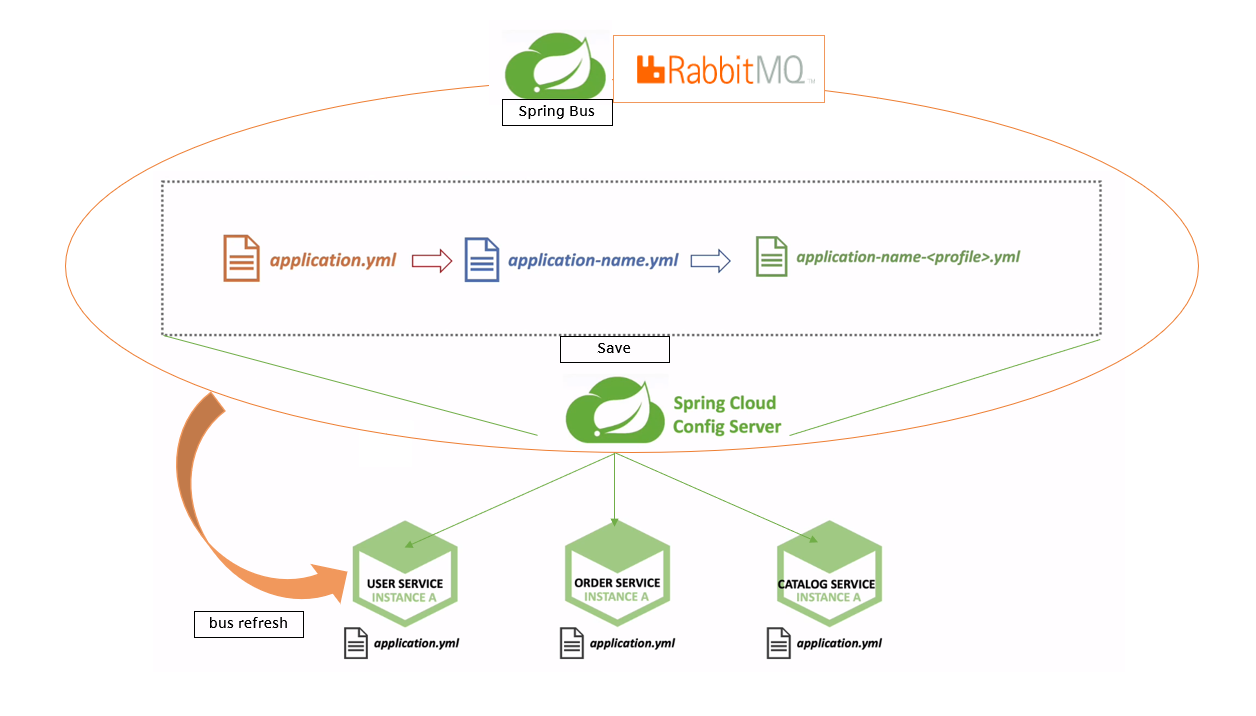 RabbitMQ™
Spring Bus
application.yml
application-name.yml
application-name-<profile>.yml
Save
Spring Cloud
Config Server
USER SERVICE
INSTANCE A
ORDER SERVICE
INSTANCE A
CATALOG SERVICE
INSTANCE A
bus refresh
application.yml
application.yml
application.yml